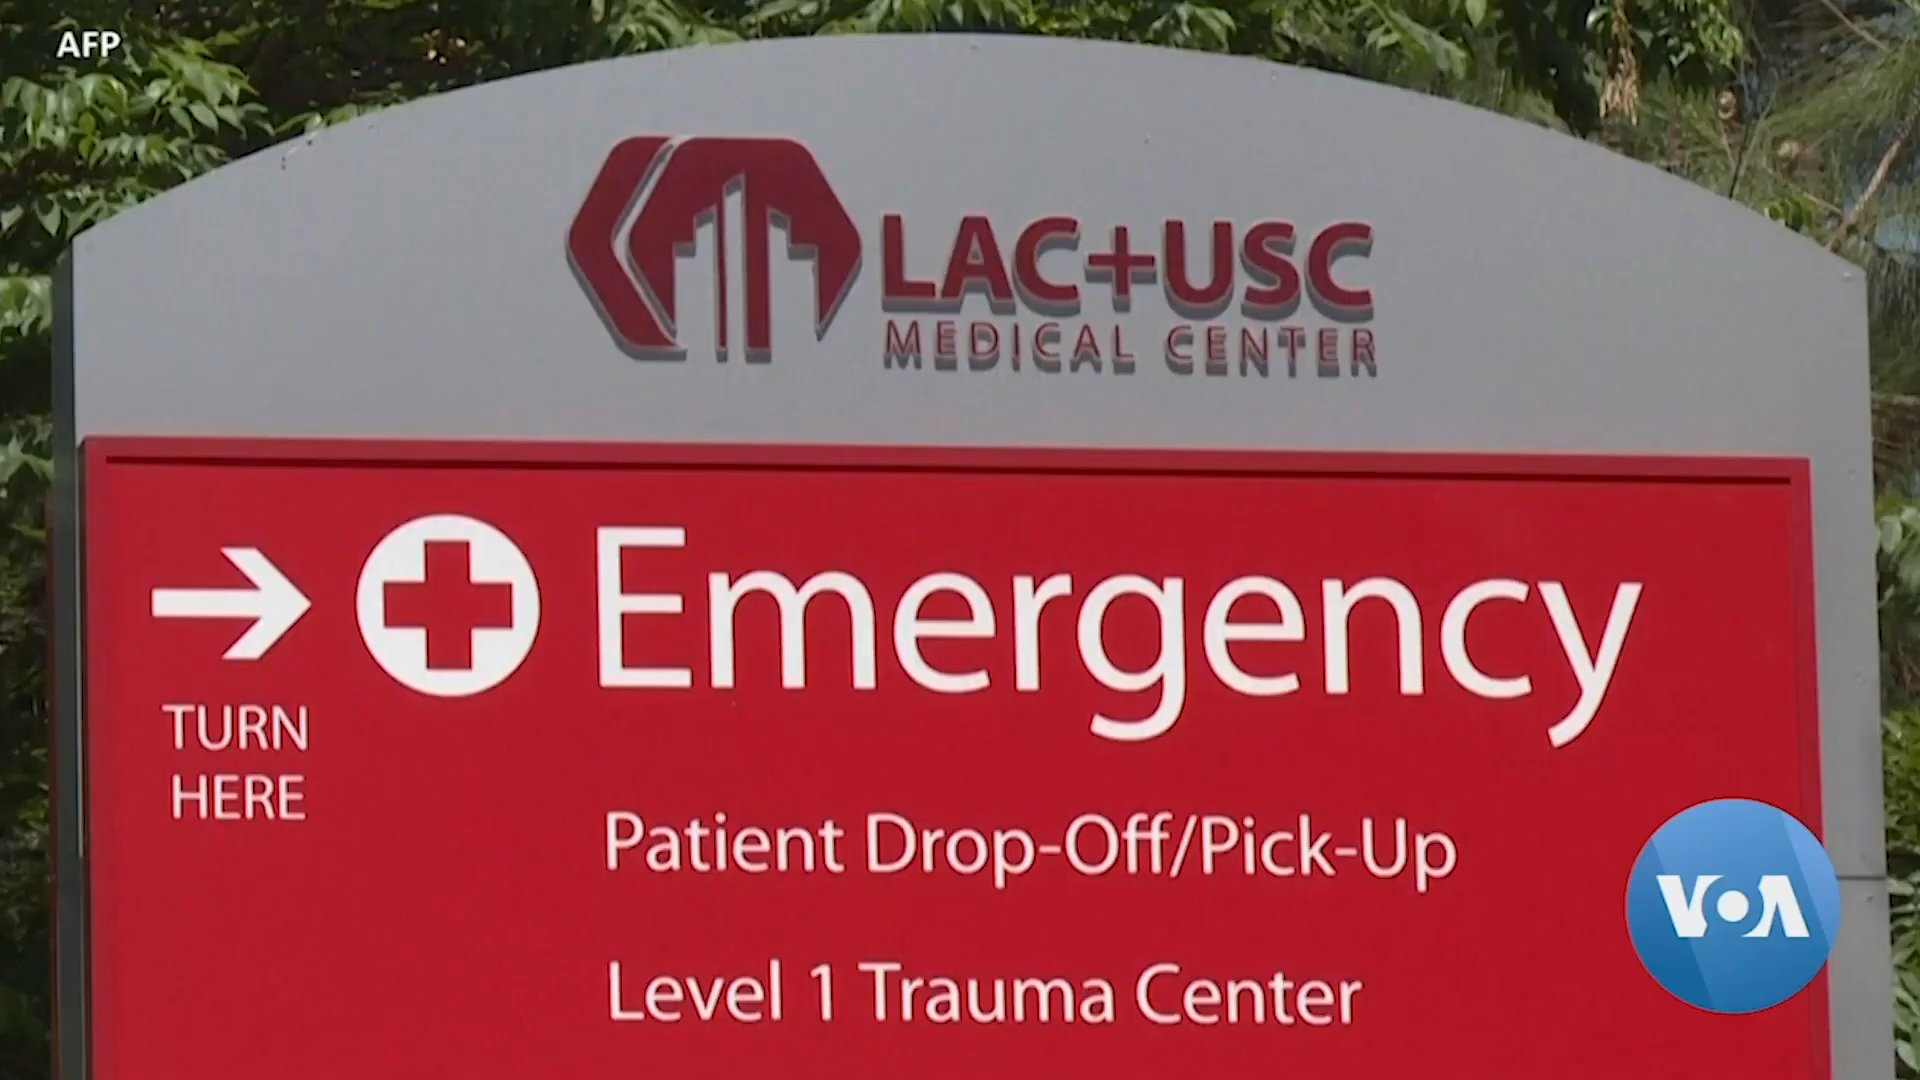 AFP
LAC+USC
MEDICAL CENTER
Emergency
TURN
HERE
Patient Drop-Off/Pick-Up
Level 1 Trauma Center
VOA